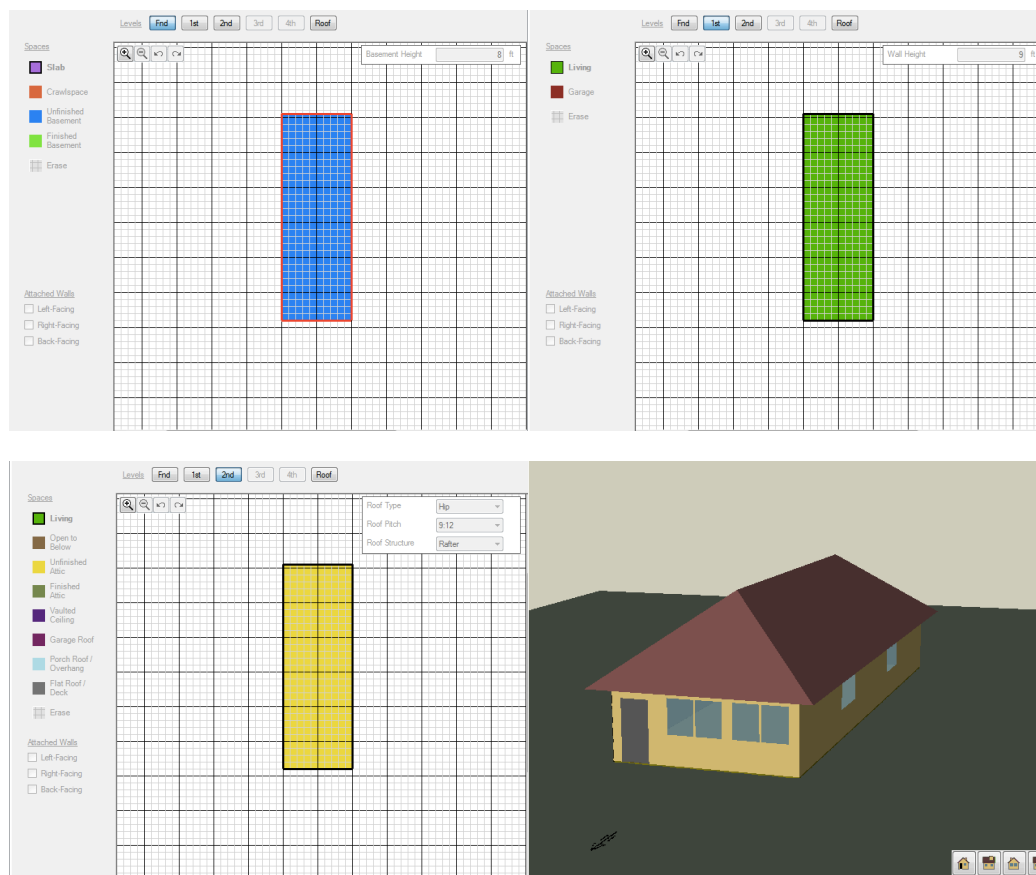 Levels Fnd 1st 2nd 3rd 4th Roof
Spaces
Basement Height 8 ft
Slab
Crawlspace
Unfinished
Basement
Finished
Basement
Erase
Attached Walls
Left-Facing
Right-Facing
Back-Facing
Levels Fnd 1st 2nd 3rd 4th Roof
Spaces
Wall Height 9 ft
Living
Garage
Erase
Attached Walls
Left-Facing
Right-Facing
Back-Facing
Levels Fnd 1st 2nd 3rd 4th Roof
Spaces
Roof Type Hip
Roof Pitch 9:12
Roof Structure Rafter
Living
Open to
Below
Unfinished
Attic
Finished
Attic
Vaulted
Ceiling
Garage Roof
Porch Roof /
Overhang
Flat Roof /
Deck
Erase
Attached Walls
Left-Facing
Right-Facing
Back-Facing